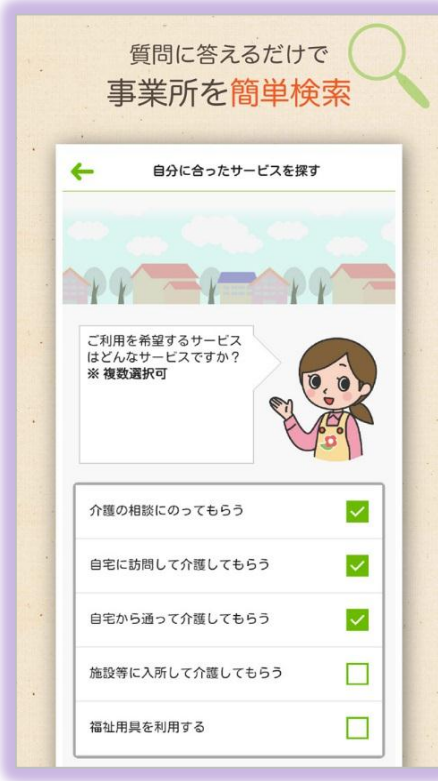 質問に答えるだけで
事業所を簡単検索
自分に合ったサービスを探す
ご利用を希望するサービス
はどんなサービスですか？
※ 複数選択可
介護の相談にのってもらう
自宅に訪問して介護してもらう
自宅から通って介護してもらう
施設等に入所して介護してもらう
福祉用具を利用する